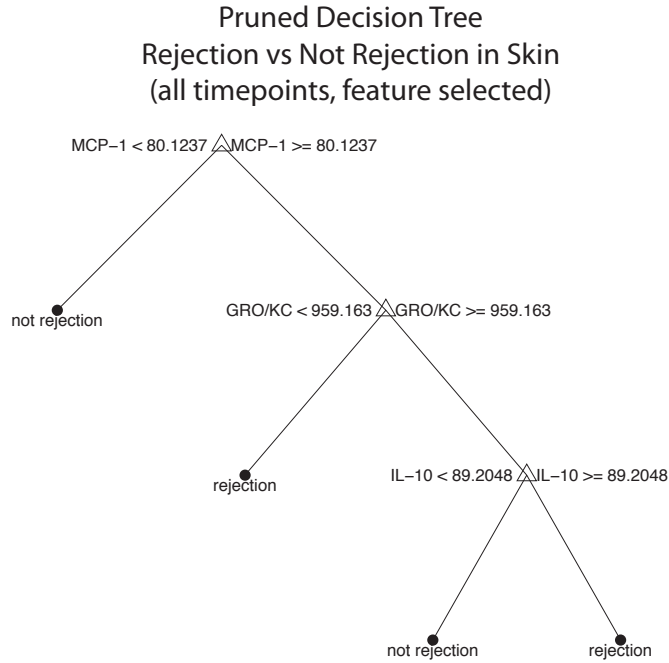 Pruned Decision Tree
Rejection vs Not Rejection in Skin
(all timepoints, feature selected)
MCP−1 < 80.1237 MCP−1 >= 80.1237
not rejection
GRO/KC < 959.163 GRO/KC >= 959.163
rejection
IL−10 < 89.2048 IL−10 >= 89.2048
not rejection
rejection